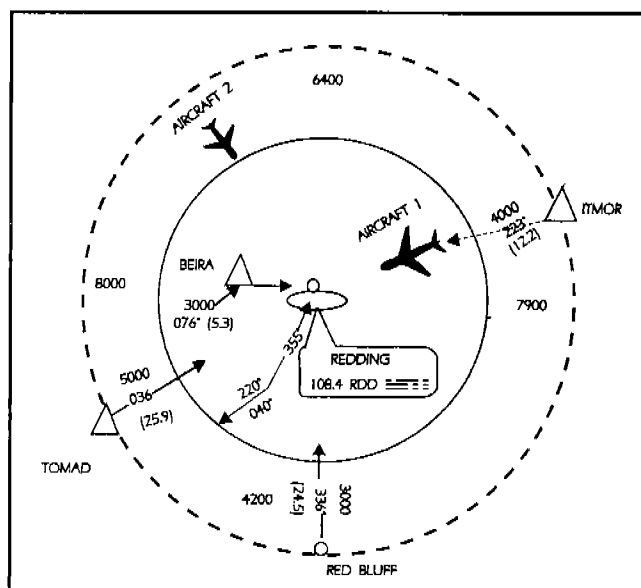 6400
AIRCRAFT 2
AIRCRAFT 1
4000
223°
(12.2)
ITMOR
BEIRA
8000
3000
076° (5.3)
7900
355°
REDDING
108.4 RDD
5000
036
(25.9)
220°
040°
TOMAD
4200
3000
336°
(24.5)
RED BLUFF